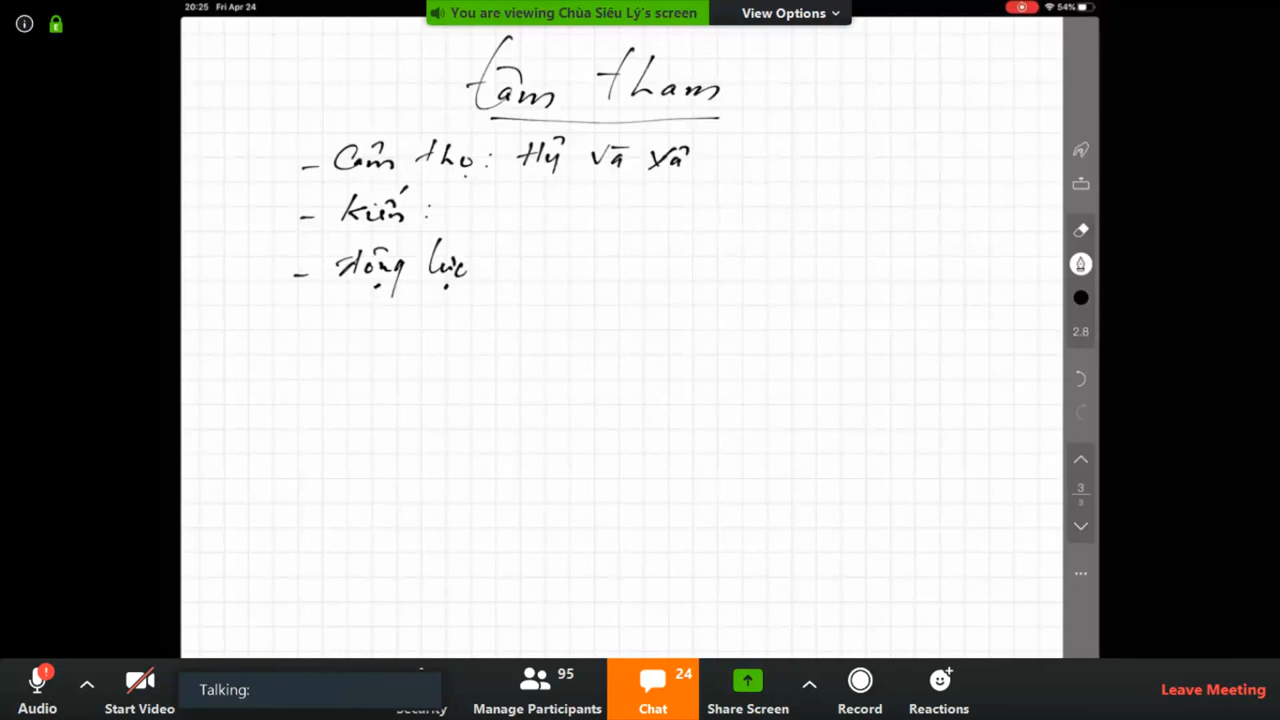 20:25 Fri Apr 24
You are viewing Chùa Siêu Lý's screen
View Options
54%
E
tâm tham
- Cảm thọ: Hỷ và Xả
- Kiến:
- Động lực
2.8
3
3
Talking:
95
24
Audio
Start Video
Security
Manage Participants
Chat
Share Screen
Record
Reactions
Leave Meeting